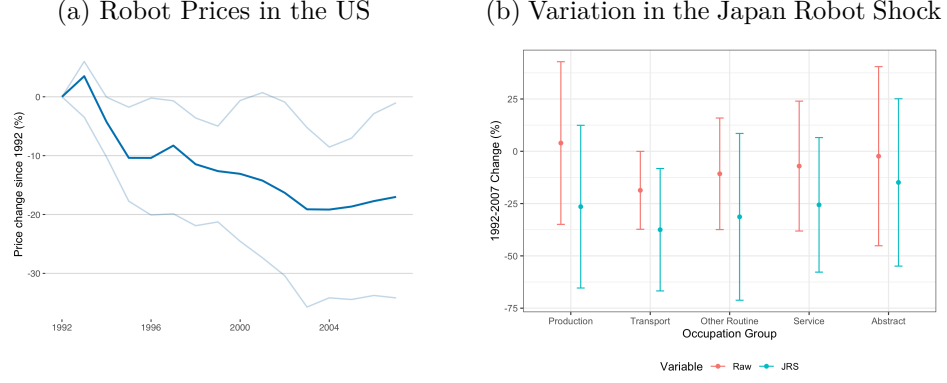 (a) Robot Prices in the US
Price change since 1992 (%)
0
-10
-20
-30
1992 1996 2000 2004
(b) Variation in the Japan Robot Shock
1992-2007 Change (%)
25
0
-25
-50
-75
Production Transport Other Routine Service Abstract
Occupation Group
Variable Raw JRS